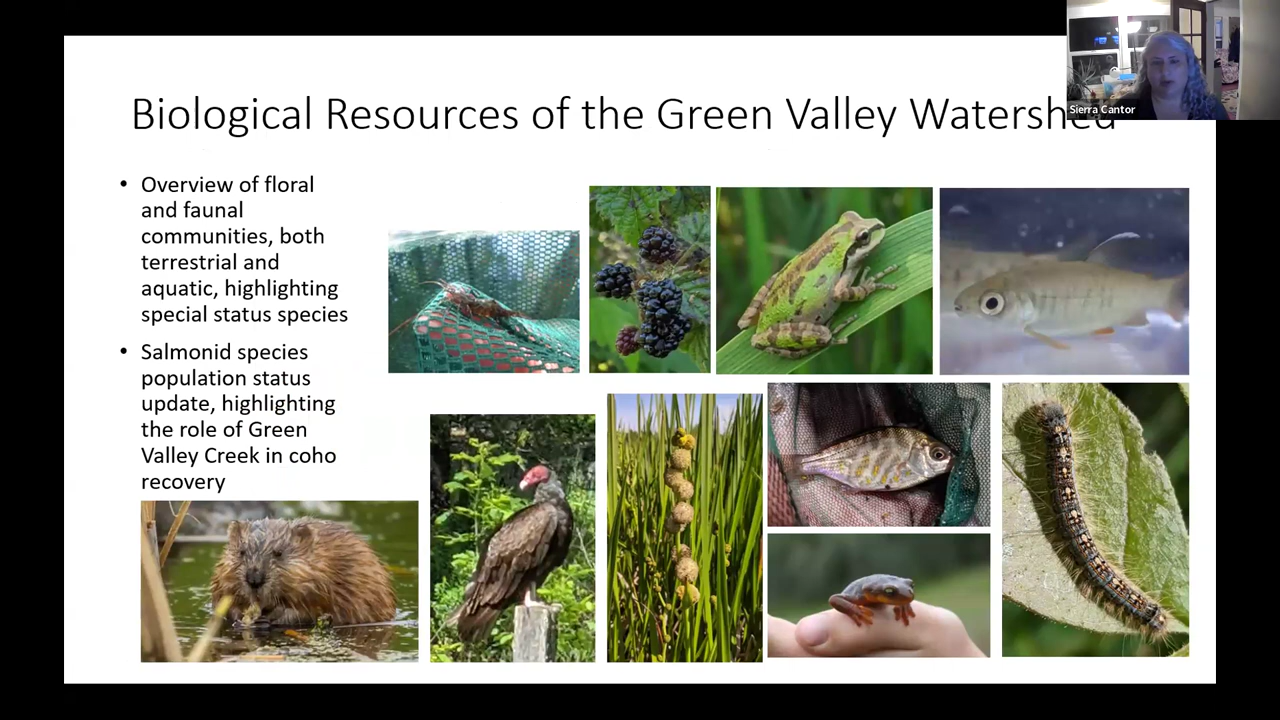 Biological Resources of the Green Valley Watershed
Sierra Cantor
• Overview of floral
and faunal
communities, both
terrestrial and
aquatic, highlighting
special status species
• Salmonid species
population status
update, highlighting
the role of Green
Valley Creek in coho
recovery